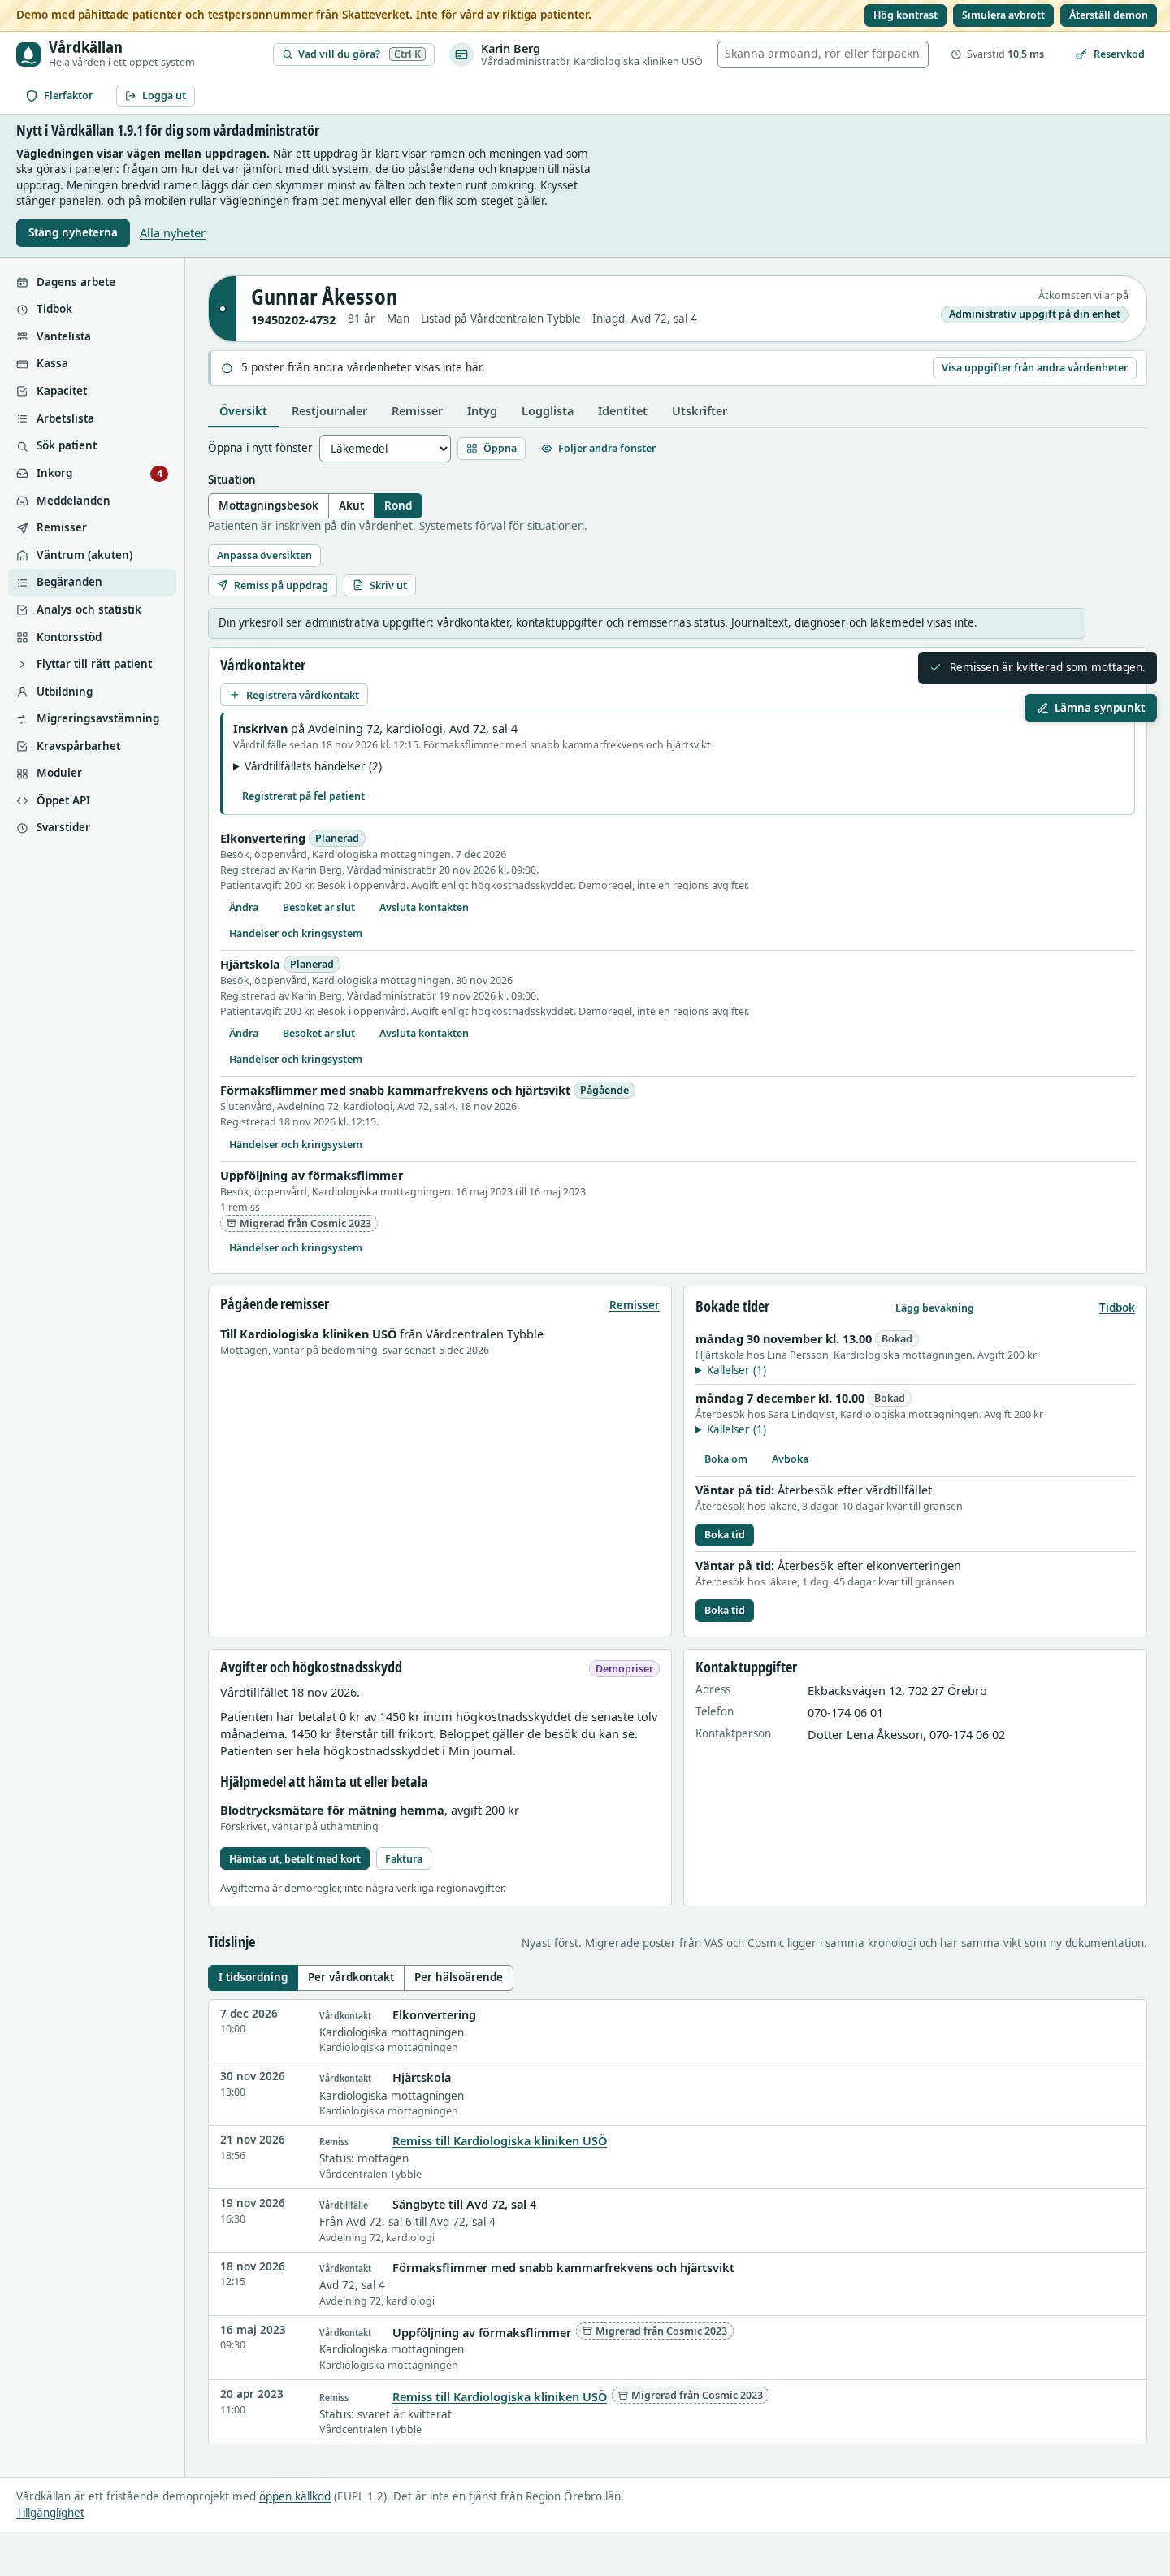 Demo med påhittade patienter och testpersonnummer från Skatteverket. Inte för vård av riktiga patienter.
Hög kontrast
Simulera avbrott
Återställ demon
Vårdkällan
Hela vården i ett öppet system
Vad vill du göra? Ctrl K
Karin Berg
Vårdadministratör, Kardiologiska kliniken USÖ
Skanna armband, rör eller förpackni
Svarstid 10,5 ms
Reservkod
Flerfaktor
Logga ut
Nytt i Vårdkällan 1.9.1 för dig som vårdadministratör
Vägledningen visar vägen mellan uppdragen. När ett uppdrag är klart visar ramen och meningen vad som
ska göras i panelen: frågan om hur det var jämfört med ditt system, de tio påståendena och knappen till nästa
uppdrag. Meningen bredvid ramen läggs där den skymmer minst av fälten och texten runt omkring. Krysset
stänger panelen, och på mobilen rullar vägledningen fram det menyval eller den flik som steget gäller.
Stäng nyheterna
Alla nyheter
Dagens arbete
Tidbok
Väntelista
Kassa
Kapacitet
Arbetslista
Sök patient
Inkorg 4
Meddelanden
Remisser
Väntrum (akuten)
Begäranden
Analys och statistik
Kontorsstöd
Flyttar till rätt patient
Utbildning
Migreringsavstämning
Kravspårbarhet
Moduler
Öppet API
Svarstider
Gunnar Åkesson
19450202-4732 81 år Man Listad på Vårdcentralen Tybble Inlagd, Avd 72, sal 4
Åtkomsten vilar på
Administrativ uppgift på din enhet
5 poster från andra vårdenheter visas inte här.
Visa uppgifter från andra vårdenheter
Översikt Restjournaler Remisser Intyg Logglista Identitet Utskrifter
Öppna i nytt fönster Läkemedel Öppna Följer andra fönster
Situation
Mottagningsbesök Akut Rond
Patienten är inskriven på din vårdenhet. Systemets förval för situationen.
Anpassa översikten
Remiss på uppdrag Skriv ut
Din yrkesroll ser administrativa uppgifter: vårdkontakter, kontaktuppgifter och remissernas status. Journaltext, diagnoser och läkemedel visas inte.
Vårdkontakter
Remissen är kvitterad som mottagen.
Lämna synpunkt
Registrera vårdkontakt
Inskriven på Avdelning 72, kardiologi, Avd 72, sal 4
Vårdtillfälle sedan 18 nov 2026 kl. 12:15. Förmaksflimmer med snabb kammarfrekvens och hjärtsvikt
Vårdtillfällets händelser (2)
Registrerat på fel patient
Elkonvertering Planerad
Besök, öppenvård, Kardiologiska mottagningen. 7 dec 2026
Registrerad av Karin Berg, Vårdadministratör 20 nov 2026 kl. 09:00.
Patientavgift 200 kr. Besök i öppenvård. Avgift enligt högkostnadsskyddet. Demoregel, inte en regions avgifter.
Ändra Besöket är slut Avsluta kontakten
Händelser och kringsystem
Hjärtskola Planerad
Besök, öppenvård, Kardiologiska mottagningen. 30 nov 2026
Registrerad av Karin Berg, Vårdadministratör 19 nov 2026 kl. 09:00.
Patientavgift 200 kr. Besök i öppenvård. Avgift enligt högkostnadsskyddet. Demoregel, inte en regions avgifter.
Ändra Besöket är slut Avsluta kontakten
Händelser och kringsystem
Förmaksflimmer med snabb kammarfrekvens och hjärtsvikt Pågående
Slutenvård, Avdelning 72, kardiologi, Avd 72, sal 4. 18 nov 2026
Registrerad 18 nov 2026 kl. 12:15.
Händelser och kringsystem
Uppföljning av förmaksflimmer
Besök, öppenvård, Kardiologiska mottagningen. 16 maj 2023 till 16 maj 2023
1 remiss
Migrerad från Cosmic 2023
Händelser och kringsystem
Pågående remisser
Remisser
Till Kardiologiska kliniken USÖ från Vårdcentralen Tybble
Mottagen, väntar på bedömning, svar senast 5 dec 2026
Bokade tider
Lägg bevakning
Tidbok
måndag 30 november kl. 13.00 Bokad
Hjärtskola hos Lina Persson, Kardiologiska mottagningen. Avgift 200 kr
Kallelser (1)
måndag 7 december kl. 10.00 Bokad
Återbesök hos Sara Lindqvist, Kardiologiska mottagningen. Avgift 200 kr
Kallelser (1)
Boka om Avboka
Väntar på tid: Återbesök efter vårdtillfället
Återbesök hos läkare, 3 dagar, 10 dagar kvar till gränsen
Boka tid
Väntar på tid: Återbesök efter elkonverteringen
Återbesök hos läkare, 1 dag, 45 dagar kvar till gränsen
Boka tid
Avgifter och högkostnadsskydd
Demopriser
Vårdtillfället 18 nov 2026.
Patienten har betalat 0 kr av 1450 kr inom högkostnadsskyddet de senaste tolv
månaderna. 1450 kr återstår till frikort. Beloppet gäller de besök du kan se.
Patienten ser hela högkostnadsskyddet i Min journal.
Hjälpmedel att hämta ut eller betala
Blodtrycksmätare för mätning hemma, avgift 200 kr
Förskrivet, väntar på uthämtning
Hämtas ut, betalt med kort
Faktura
Avgifterna är demoregler, inte några verkliga regionavgifter.
Kontaktuppgifter
Adress Ekbacksvägen 12, 702 27 Örebro
Telefon 070-174 06 01
Kontaktperson Dotter Lena Åkesson, 070-174 06 02
Tidslinje
Nyast först. Migrerade poster från VAS och Cosmic ligger i samma kronologi och har samma vikt som ny dokumentation.
I tidsordning Per vårdkontakt Per hälsoärende
7 dec 2026 Vårdkontakt Elkonvertering
10:00 Kardiologiska mottagningen
Kardiologiska mottagningen
30 nov 2026 Vårdkontakt Hjärtskola
13:00 Kardiologiska mottagningen
Kardiologiska mottagningen
21 nov 2026 Remiss Remiss till Kardiologiska kliniken USÖ
18:56 Status: mottagen
Vårdcentralen Tybble
19 nov 2026 Vårdtillfälle Sängbyte till Avd 72, sal 4
16:30 Från Avd 72, sal 6 till Avd 72, sal 4
Avdelning 72, kardiologi
18 nov 2026 Vårdkontakt Förmaksflimmer med snabb kammarfrekvens och hjärtsvikt
12:15 Avd 72, sal 4
Avdelning 72, kardiologi
16 maj 2023 Vårdkontakt Uppföljning av förmaksflimmer Migrerad från Cosmic 2023
09:30 Kardiologiska mottagningen
Kardiologiska mottagningen
20 apr 2023 Remiss Remiss till Kardiologiska kliniken USÖ Migrerad från Cosmic 2023
11:00 Status: svaret är kvitterat
Vårdcentralen Tybble
Vårdkällan är ett fristående demoprojekt med öppen källkod (EUPL 1.2). Det är inte en tjänst från Region Örebro län.
Tillgänglighet